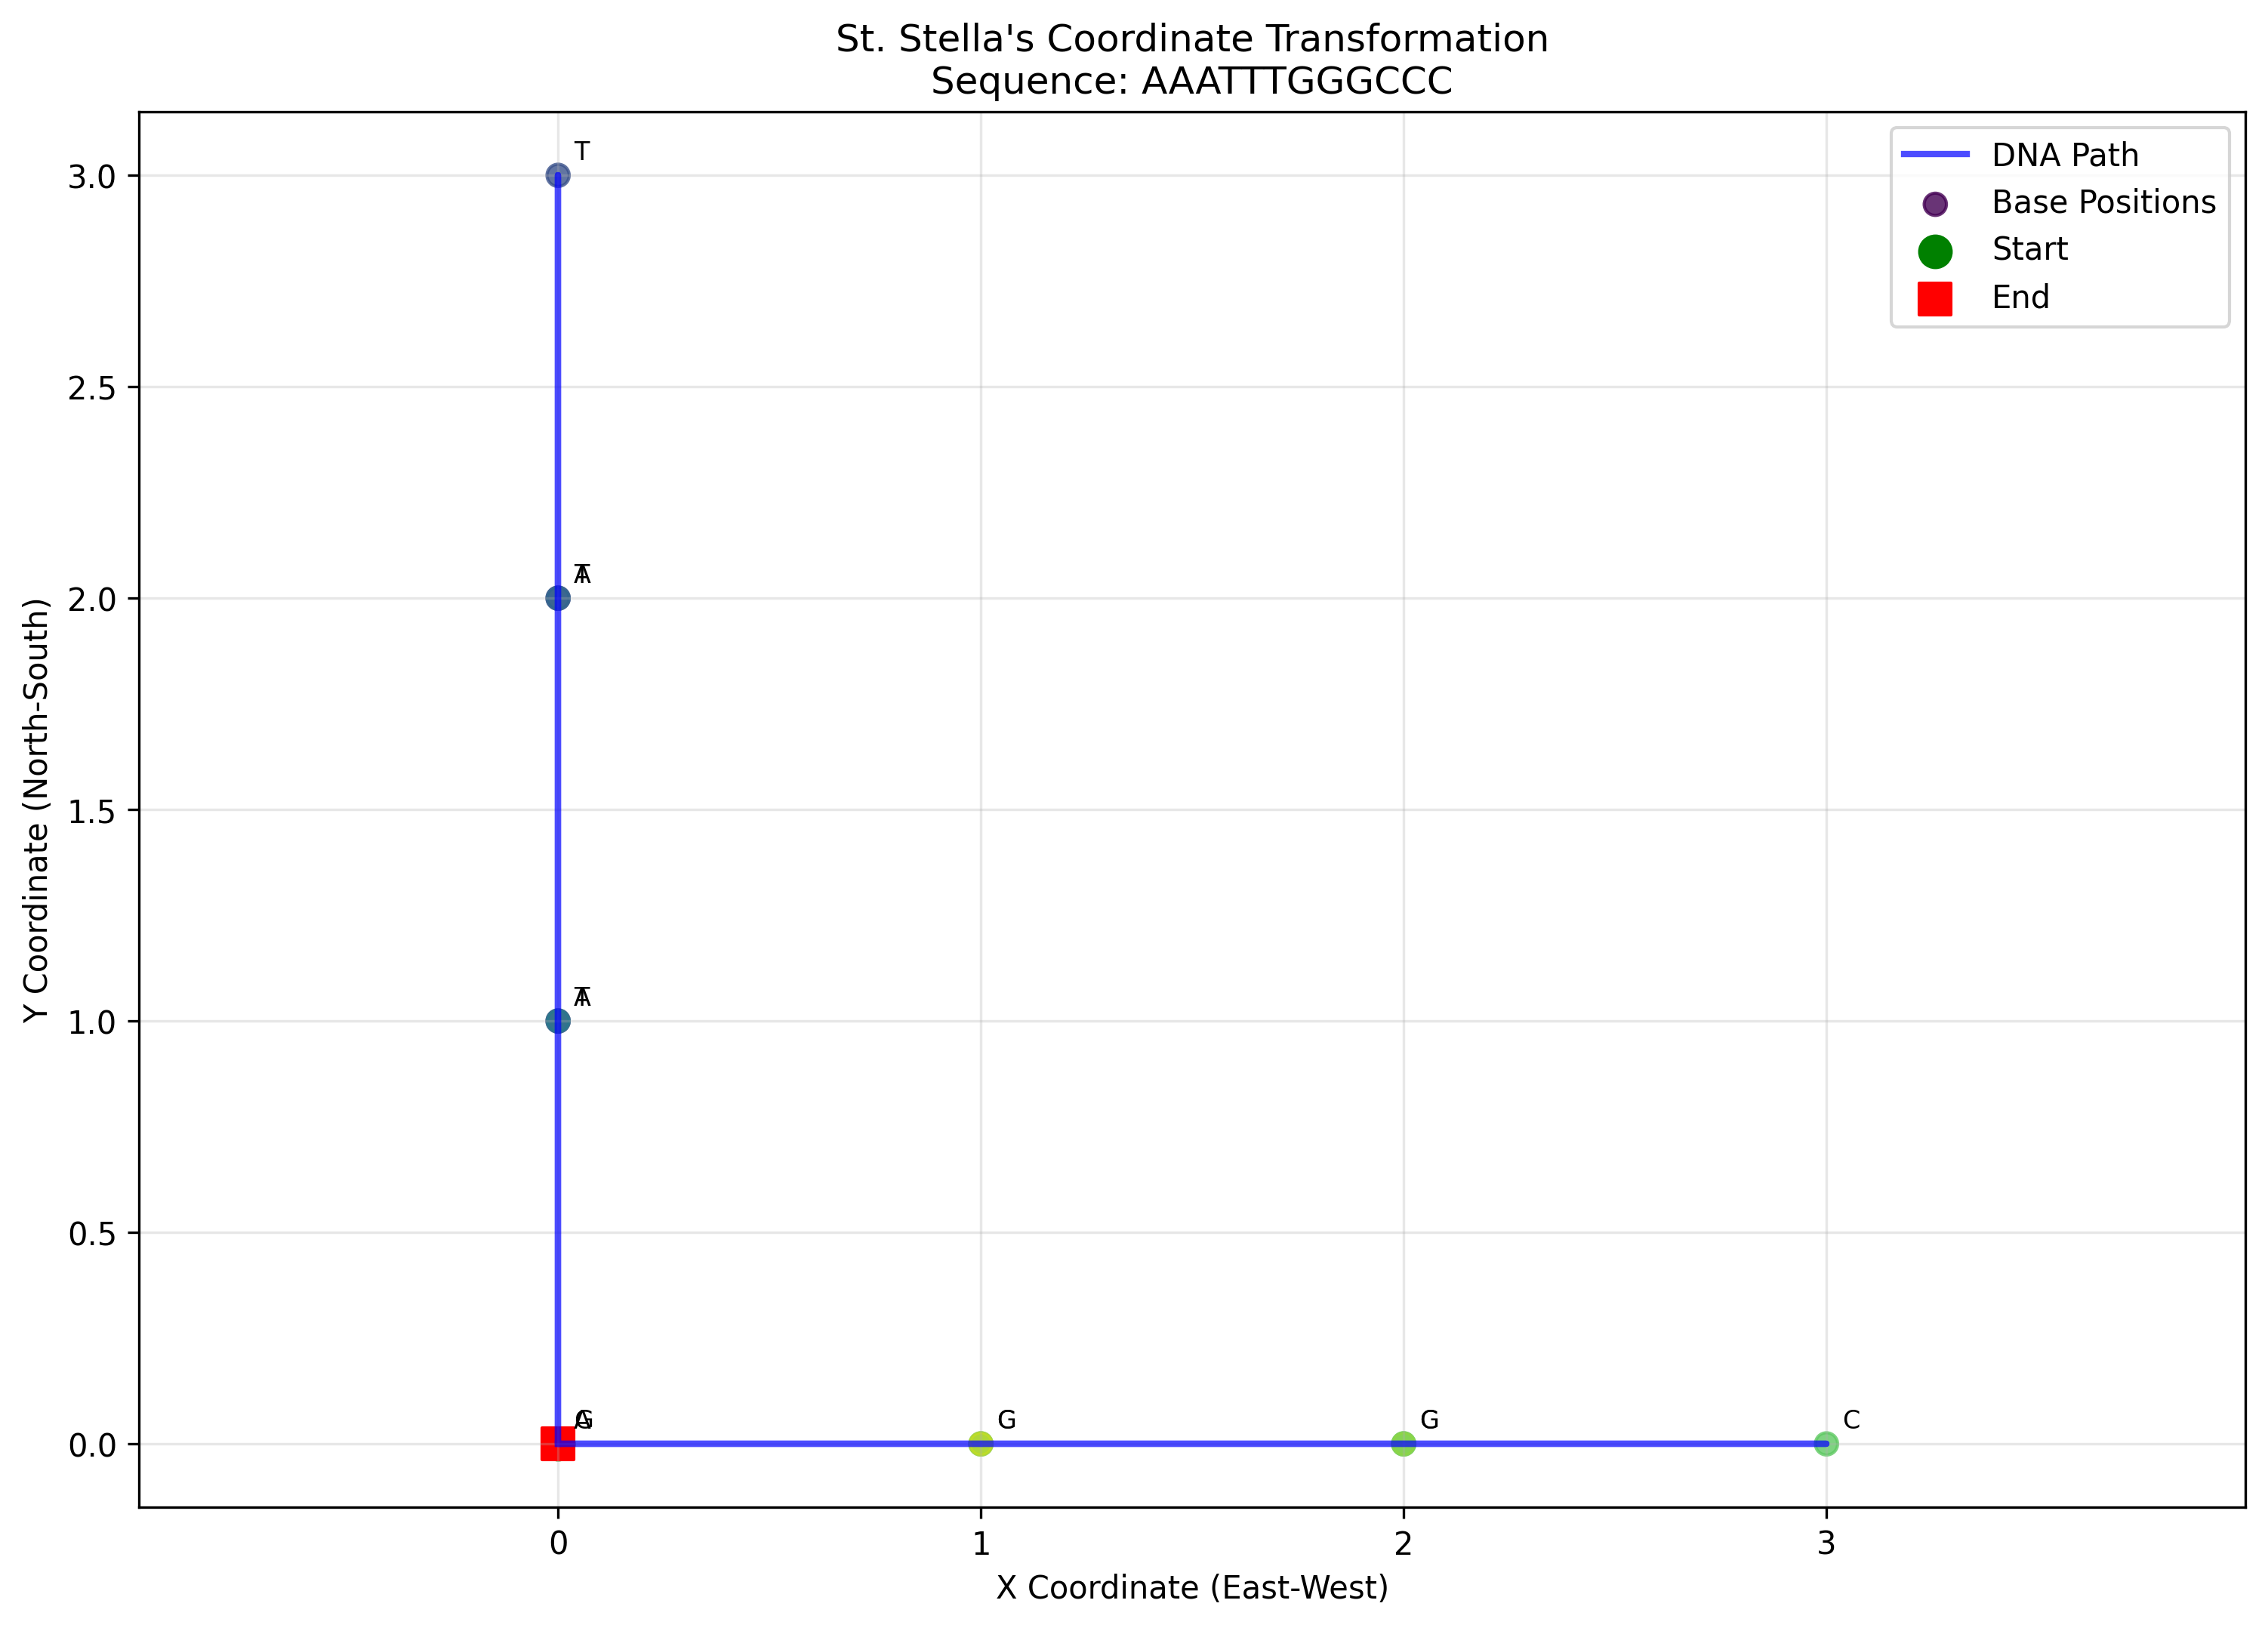 St. Stella's Coordinate Transformation
Sequence: AAATTTGGGCCC
DNA Path
Base Positions
Start
End
Y Coordinate (North-South)
3.0
2.5
2.0
1.5
1.0
0.5
0.0
T
G
G
C
0
1
2
3
X Coordinate (East-West)